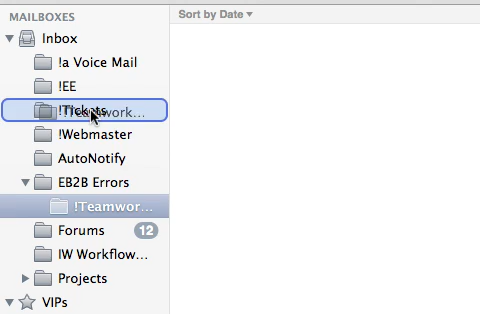 MAILBOXES
Sort by Date
Inbox
!a Voice Mail
!EE
!Tickets
!Teamwork...
!Webmaster
AutoNotify
EB2B Errors
!Teamwor...
Forums
12
IW Workflow...
Projects
VIPs